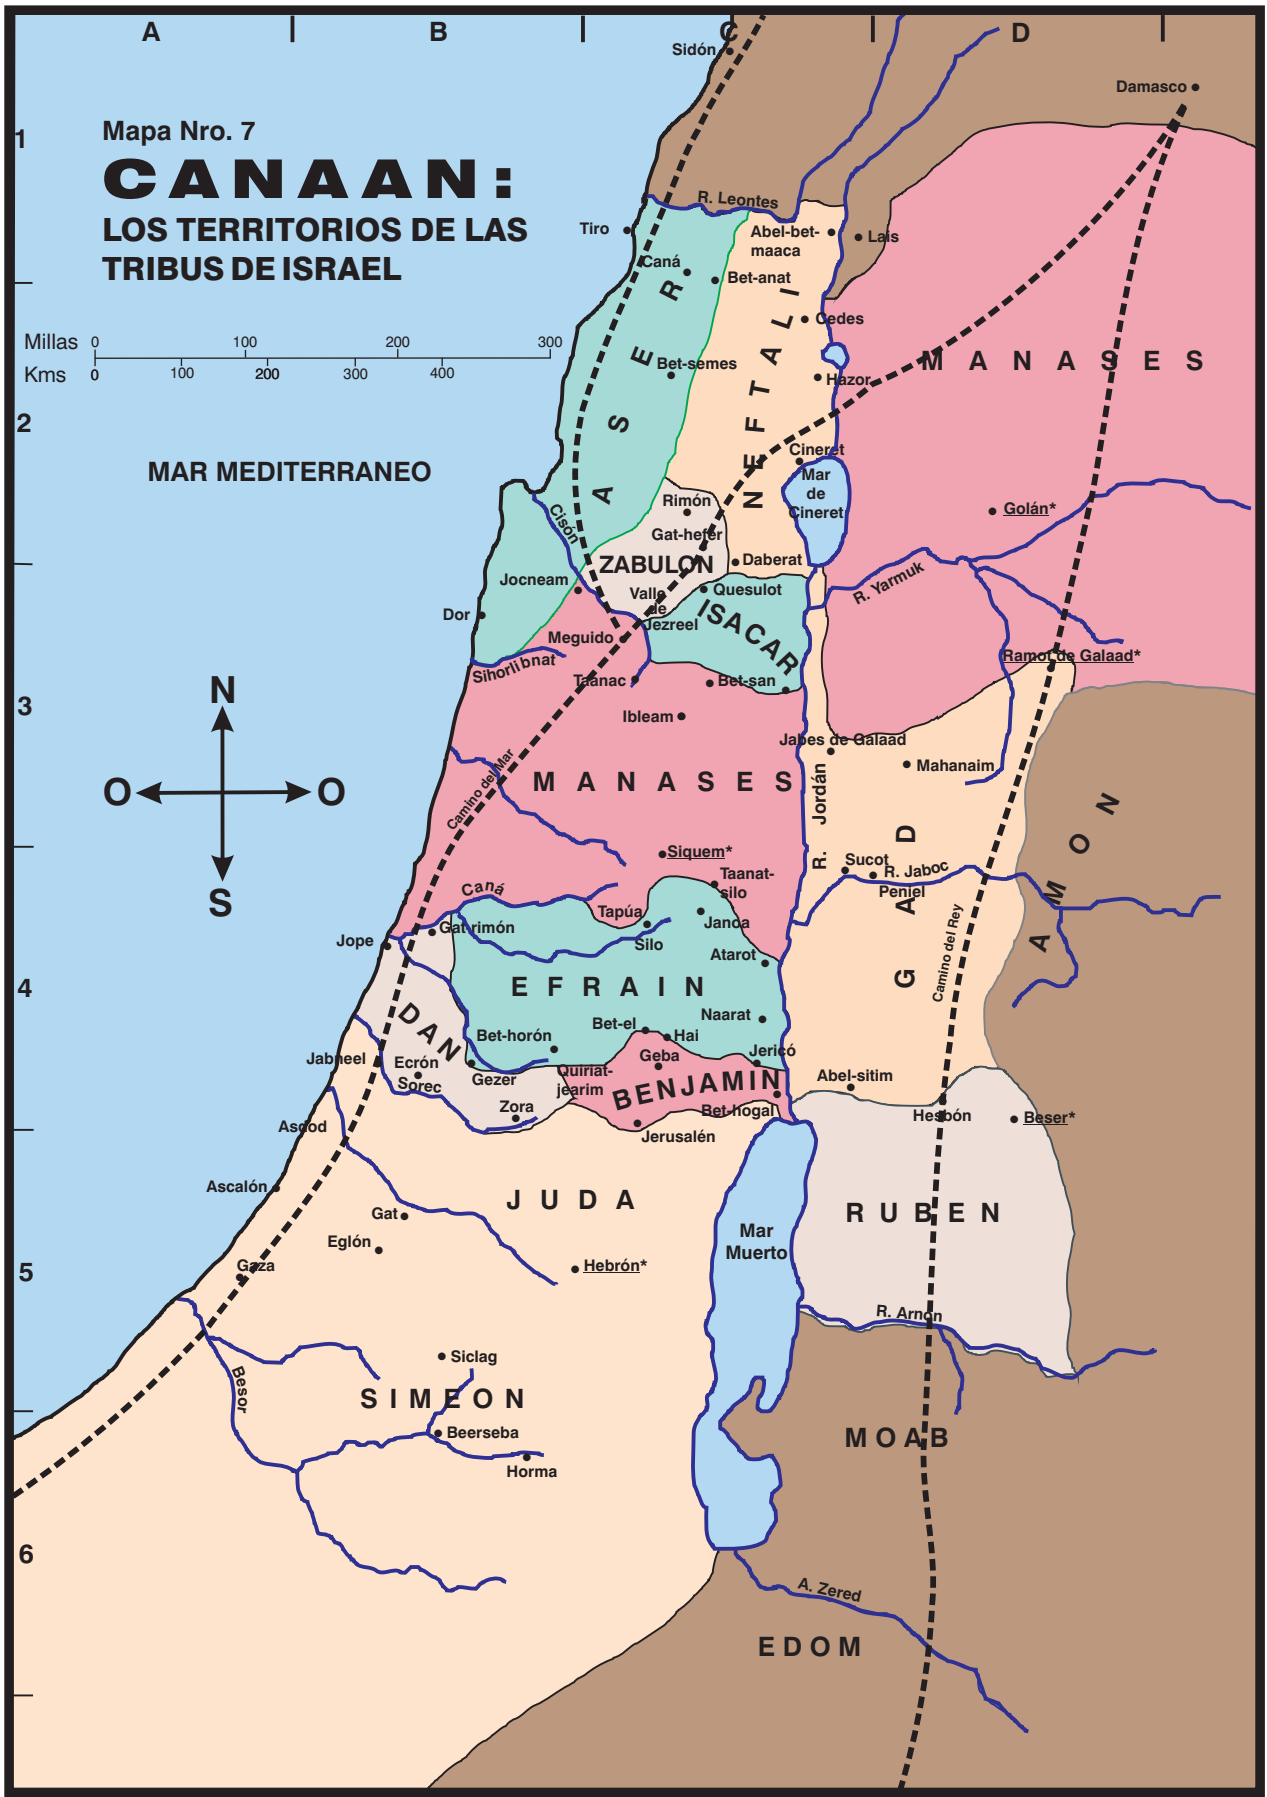 A
B
C
D
Sidón
Damasco
1
Mapa Nro. 7
CANAAN:
LOS TERRITORIOS DE LAS
TRIBUS DE ISRAEL
R. Leontes
Tiro
Abel-bet-
maaca
Lais
Caná
Bet-anat
ASER
NEFTALI
Cedes
Millas
0
100
200
300
Kms
0
100
200
300
400
Bet-semes
Hazor
MANASES
2
MAR MEDITERRANEO
Cineret
Mar
de
Cineret
Rimón
Golán*
Cisón
Gat-hefer
ZABULON
Daberat
Jocneam
Quesulot
R. Yarmuk
Valle
de
Jezreel
ISACAR
Dor
Meguido
Ramot de Galaad*
Sihorlibnat
Taanac
Bet-san
N
3
Ibleam
Jabes de Galaad
Mahanaim
O
O
MANASES
Camino del Mar
R. Jordán
AMON
GAD
S
Siquem*
Sucot
R. Jaboc
Peniel
Taanat-
silo
Caná
Tapúa
Janoa
Gat-rimón
Silo
Jope
Atarot
Camino del Rey
4
EFRAIN
DAN
Bet-el
Naarat
Bet-horón
Hai
Jericó
Jabneel
Ecrón
Geba
Sorec
Gezer
Quiriat-
jearim
BENJAMIN
Abel-sitim
Zora
Bet-hogal
Hesbón
Beser*
Asdod
Jerusalén
Ascalón
JUDA
Gat
RUBEN
Eglón
Mar
Muerto
Gaza
Hebrón*
5
R. Arnon
Siclag
Besor
SIMEON
Beerseba
MOAB
Horma
6
A. Zered
EDOM